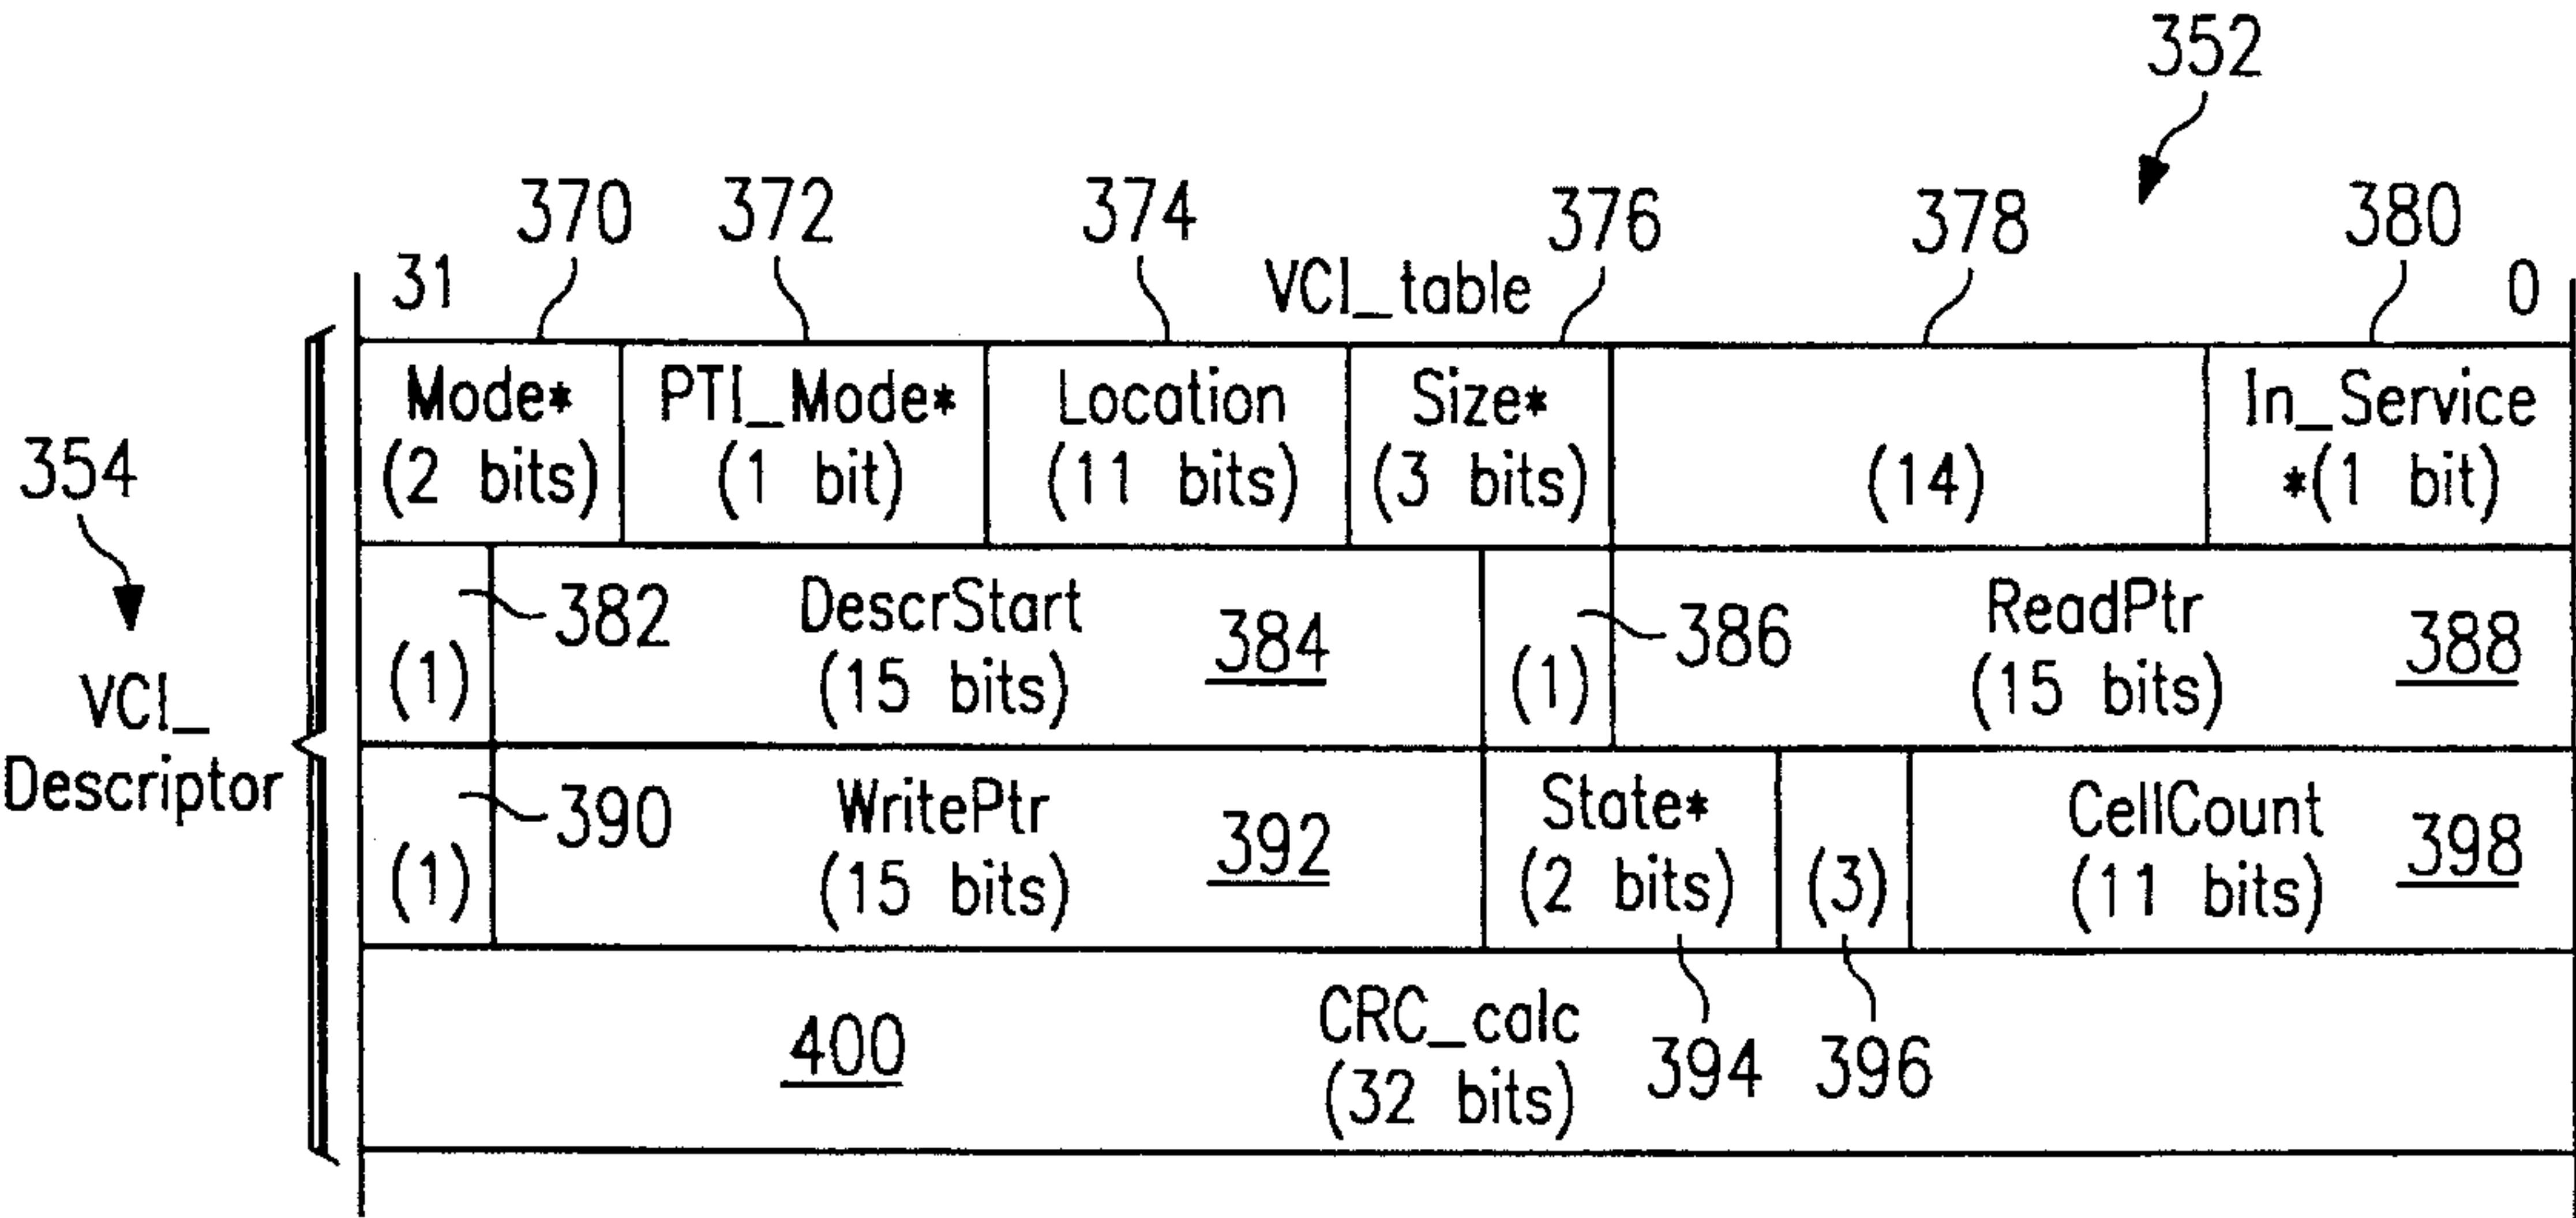 352
370 372 374 376 378 380
31 VCI_table 0
Mode* PTI_Mode* Location Size* In_Service
(2 bits) (1 bit) (11 bits) (3 bits) (14) *(1 bit)
354
VCI_
Descriptor
382 DescrStart 384 386 ReadPtr 388
(1) (15 bits) (1) (15 bits)
390 WritePtr 392 State* CellCount 398
(1) (15 bits) (2 bits) (3) (11 bits)
400 CRC_calc 394 396
(32 bits)